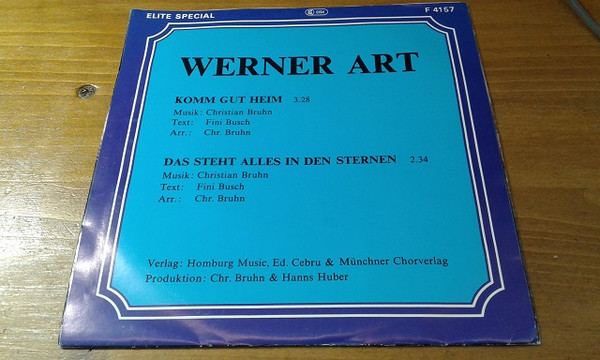 ELITE SPECIAL F 4157
WERNER ART
KOMM GUT HEIM 3.28
Musik: Christian Bruhn
Text: Fini Busch
Arr.: Chr. Bruhn
DAS STEHT ALLES IN DEN STERNEN 2.34
Musik: Christian Bruhn
Text: Fini Busch
Arr.: Chr. Bruhn
Verlag: Homburg Music, Ed. Cebru & Münchner Chorverlag
Produktion: Chr. Bruhn & Hanns Huber